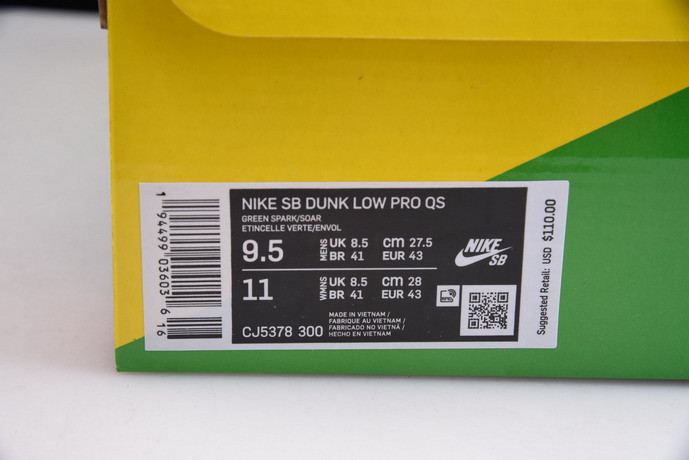 1 94499 03603 6 16
NIKE SB DUNK LOW PRO QS
GREEN SPARK/SOAR
ETINCELLE VERTE/ENVOL
9.5 MENS UK 8.5 cm 27.5
BR 41 EUR 43
11 WMNS UK 8.5 cm 28
BR 41 EUR 43
CJ5378 300
MADE IN VIETNAM /
FABRIQUE AU VIETNAM /
FABRICADO NO VIETNÃ /
HECHO EN VIETNAM
NIKE
SB
Suggested Retail: USD $110.00